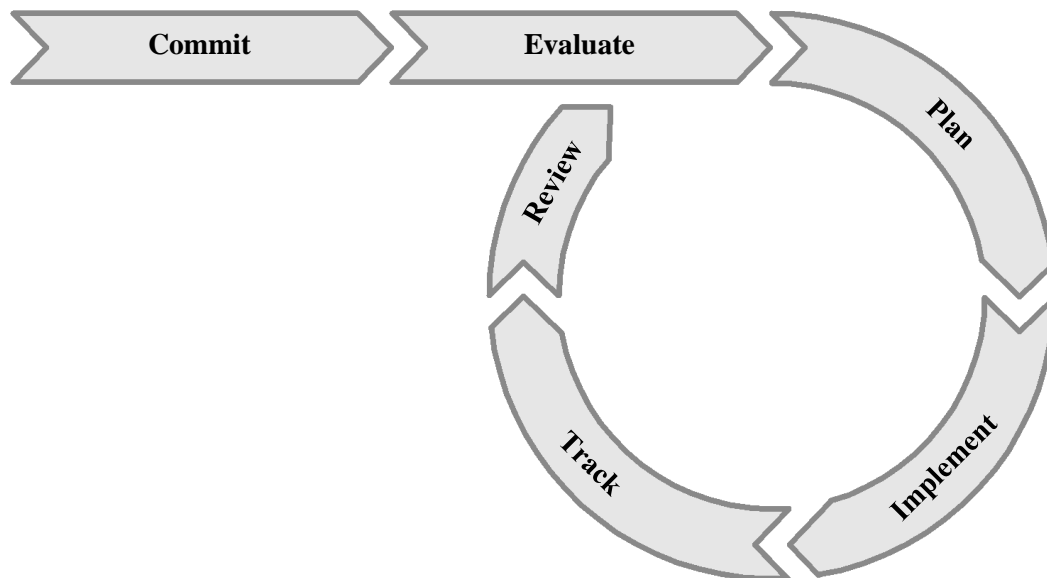 Commit
Evaluate
Plan
Implement
Track
Review